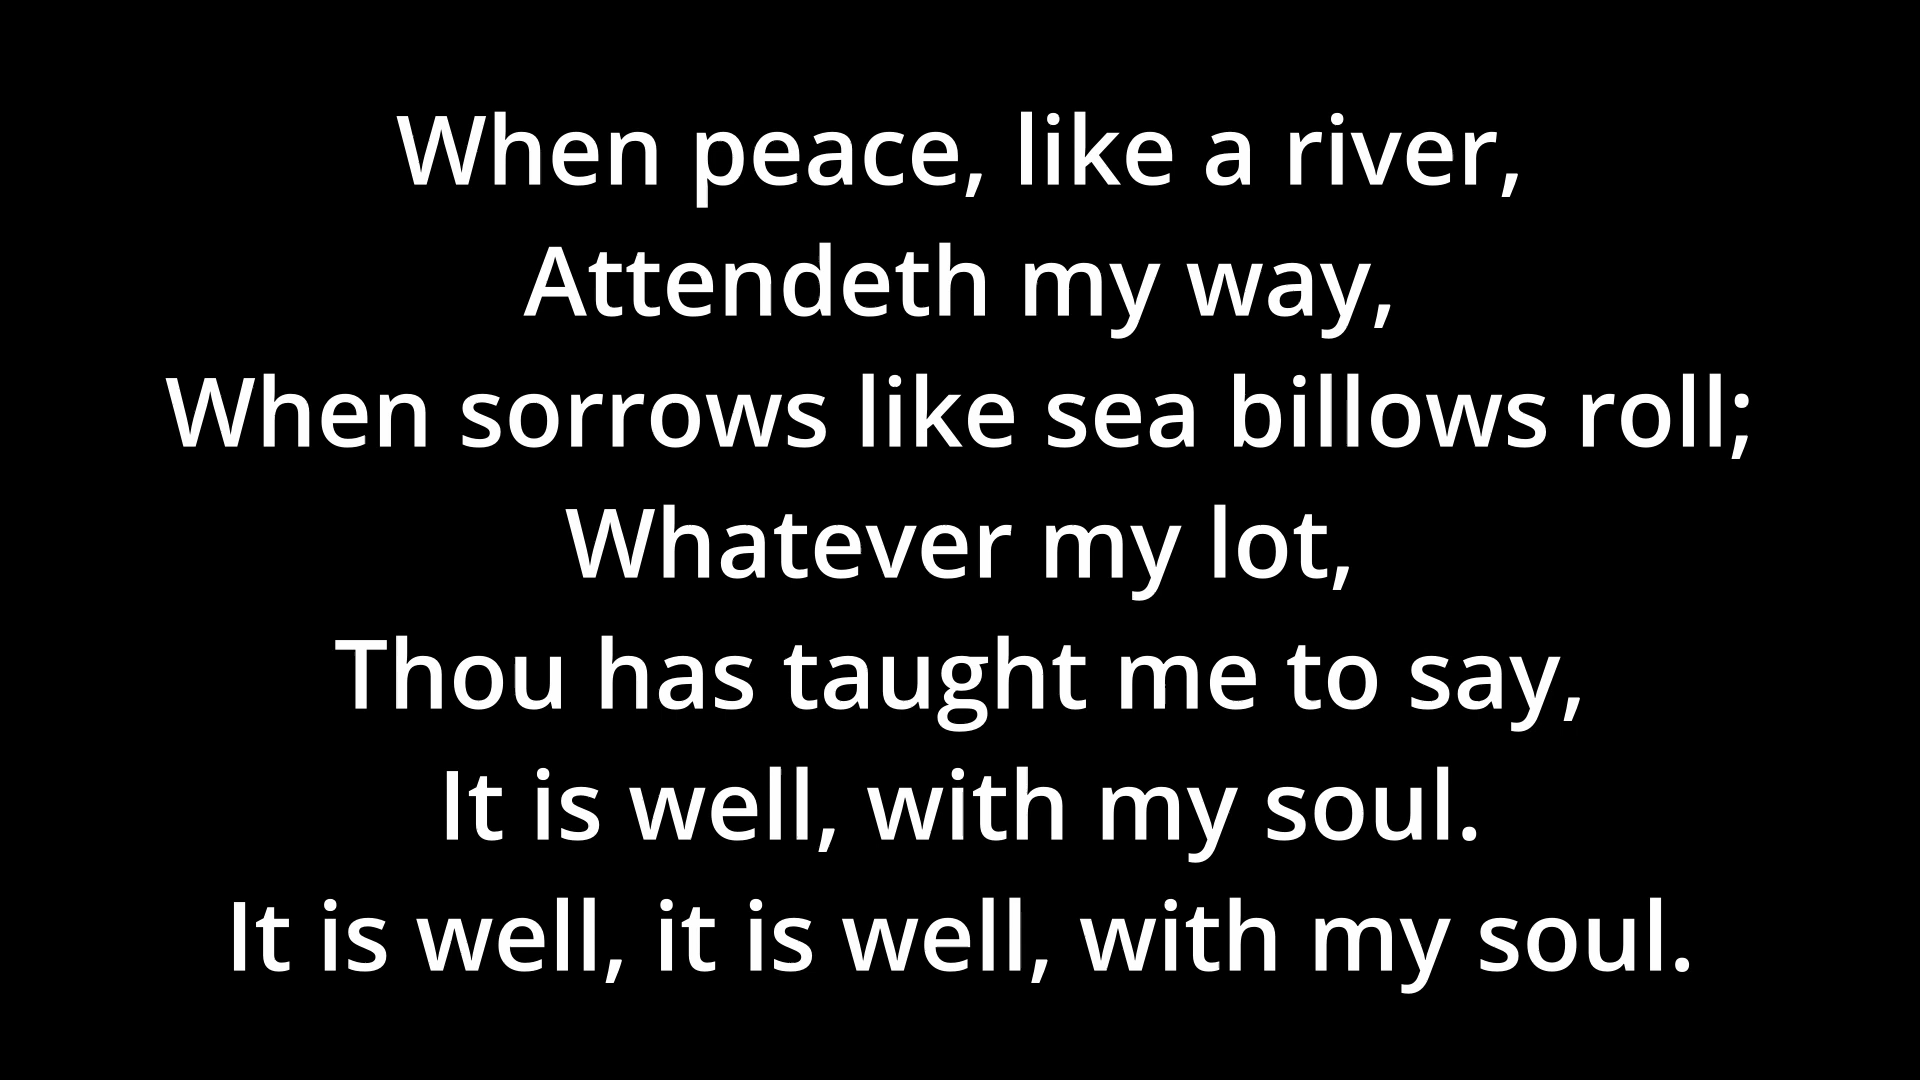 When peace, like a river,
Attendeth my way,
When sorrows like sea billows roll;
Whatever my lot,
Thou has taught me to say,
It is well, with my soul.
It is well, it is well, with my soul.